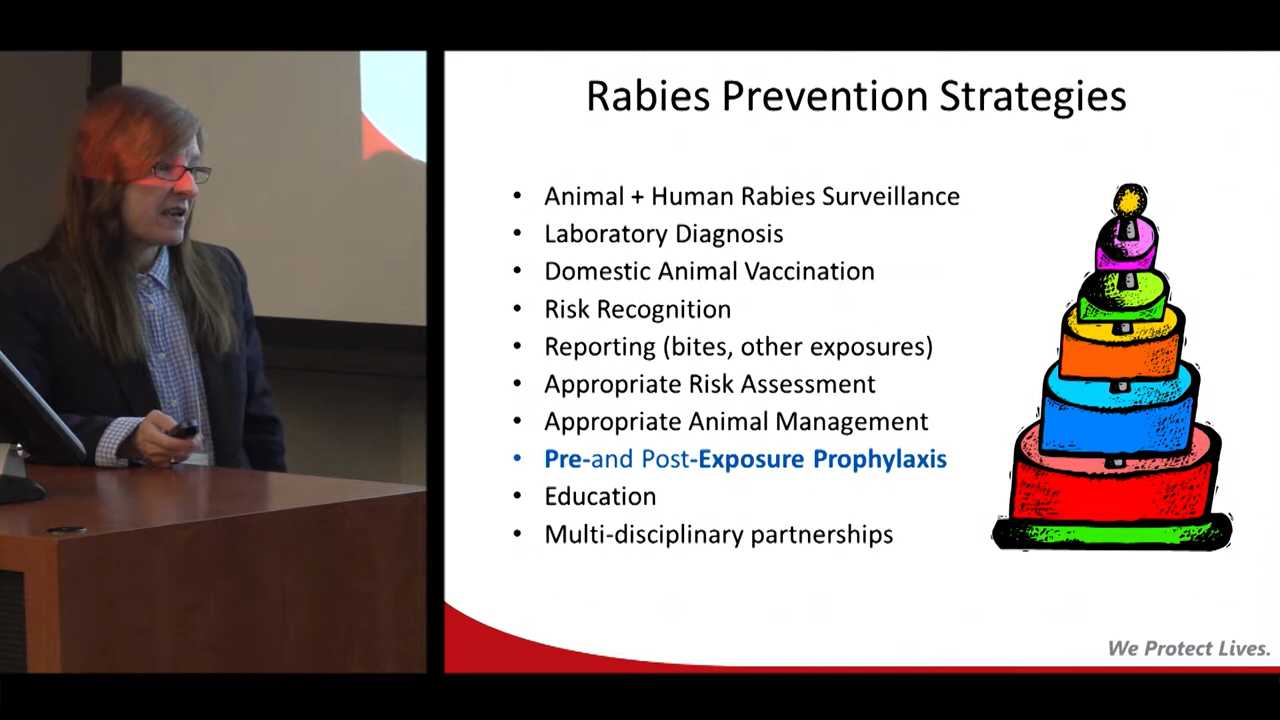 Rabies Prevention Strategies
• Animal + Human Rabies Surveillance
• Laboratory Diagnosis
• Domestic Animal Vaccination
• Risk Recognition
• Reporting (bites, other exposures)
• Appropriate Risk Assessment
• Appropriate Animal Management
• Pre-and Post-Exposure Prophylaxis
• Education
• Multi-disciplinary partnerships
We Protect Lives.